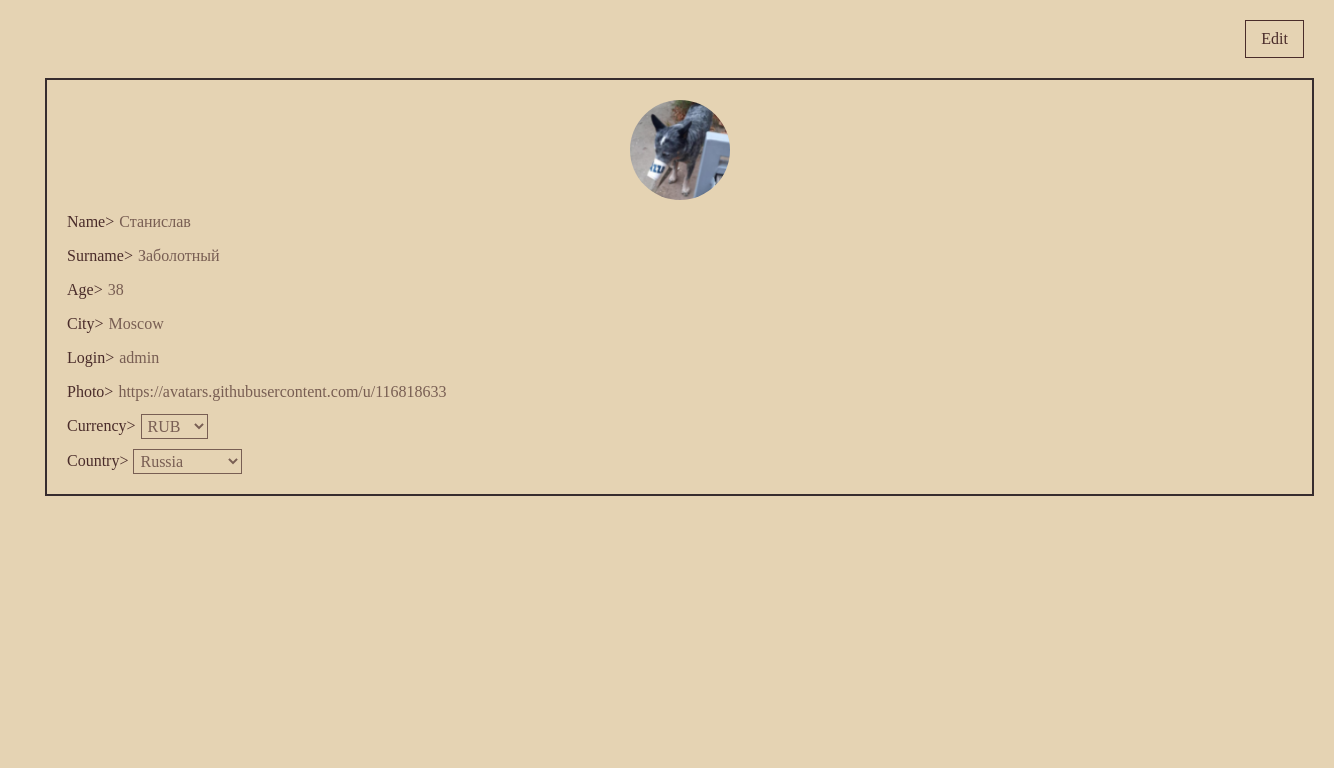 Edit
Name> Станислав
Surname> Заболотный
Age> 38
City> Moscow
Login> admin
Photo> https://avatars.githubusercontent.com/u/116818633
Currency> RUB
Country> Russia